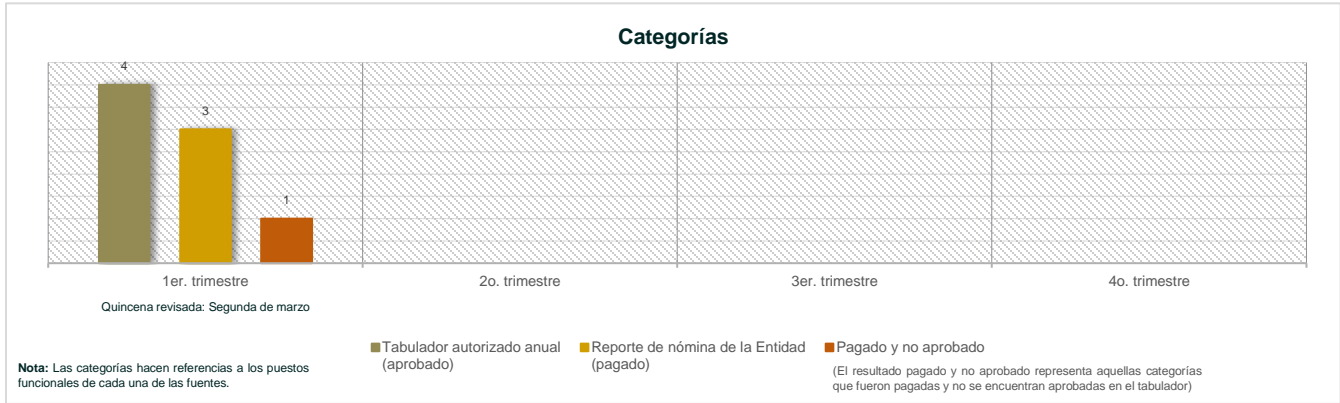 Categorías
4
3
1
1er. trimestre
2o. trimestre
3er. trimestre
4o. trimestre
Quincena revisada: Segunda de marzo
Tabulador autorizado anual
(aprobado)
Reporte de nómina de la Entidad
(pagado)
Pagado y no aprobado
(El resultado pagado y no aprobado representa aquellas categorías
que fueron pagadas y no se encuentran aprobadas en el tabulador)
Nota: Las categorías hacen referencias a los puestos
funcionales de cada una de las fuentes.